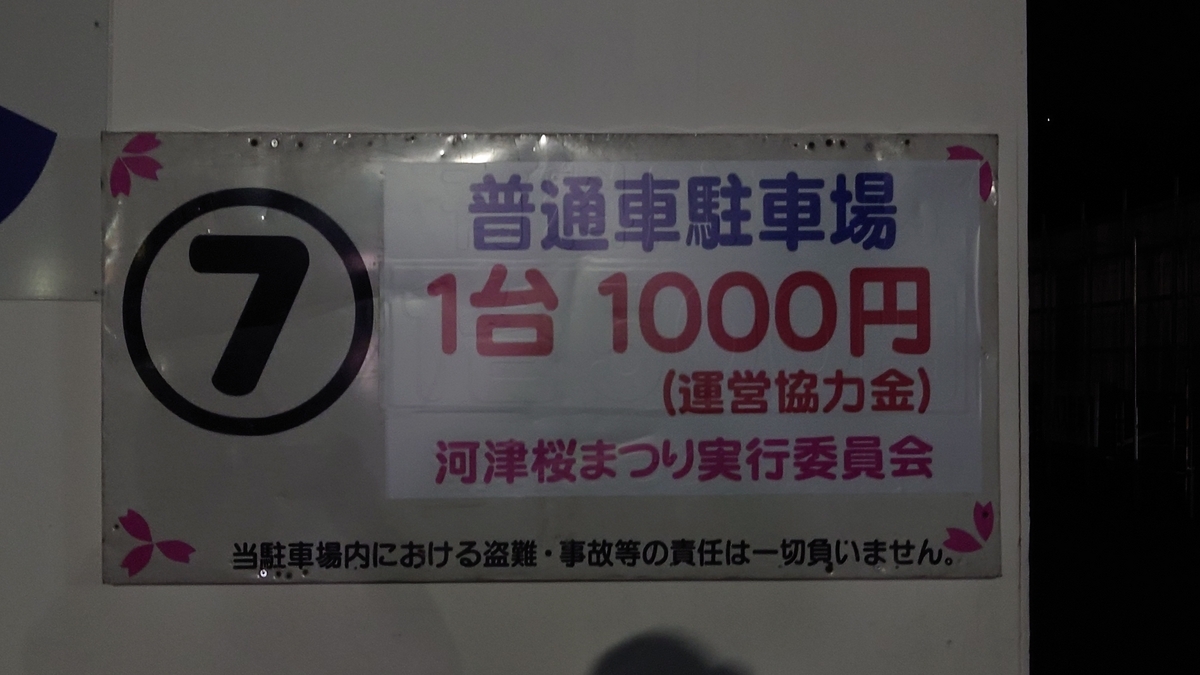 ⑦
普通車駐車場
1台 1000円
(運営協力金)
河津桜まつり実行委員会
当駐車場内における盗難・事故等の責任は一切負いません。